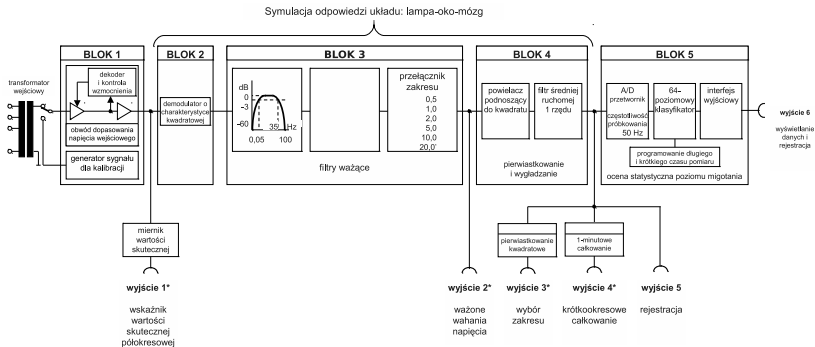 Symulacja odpowiedzi układu: lampa-oko-mózg
BLOK 1
BLOK 2
BLOK 3
BLOK 4
BLOK 5
transformator
wejściowy
dekoder
i kontrola
wzmocnienia
obwód dopasowania
napięcia wejściowego
generator sygnału
dla kalibracji
demodulator o
charakterystyce
kwadratowej
dB
0
–3
–60
0,05
35
Hz
100
przełącznik
zakresu
0,5
1,0
2,0
5,0
10,0
20,0
filtry ważące
powielacz
podnoszący
do kwadratu
filtr średniej
ruchomej
1 rzędu
pierwiastkowanie
i wygładzanie
A/D
przetwornik
częstotliwość
próbkowania
50 Hz
64–
poziomowy
klasyfikator
interfejs
wyjściowy
programowanie długiego
i krótkiego czasu pomiaru
ocena statystyczna poziomu migotania
wyjście 6
wyświetlanie
danych i
rejestracja
miernik
wartości
skutecznej
pierwiastkowanie
kwadratowe
1-minutowe
całkowanie
wyjście 1*
wyjście 2*
wyjście 3*
wyjście 4*
wyjście 5
wskaźnik
wartości
skutecznej
półokresowej
ważone
wahania
napięcia
wybór
zakresu
krótkookresowe
całkowanie
rejestracja